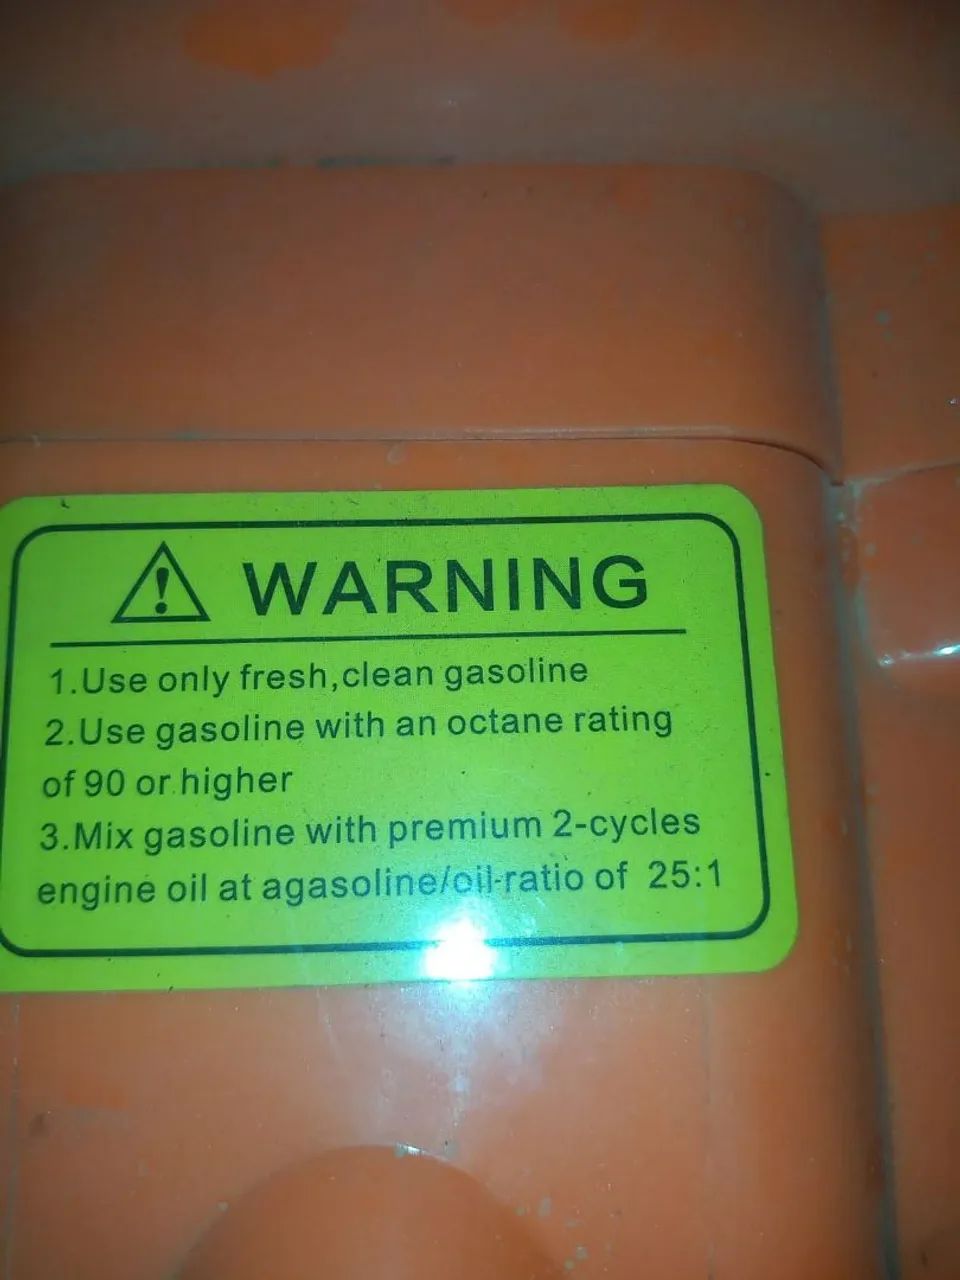 WARNING
1.Use only fresh,clean gasoline
2.Use gasoline with an octane rating
of 90 or higher
3.Mix gasoline with premium 2-cycles
engine oil at agasoline/oil ratio of 25:1